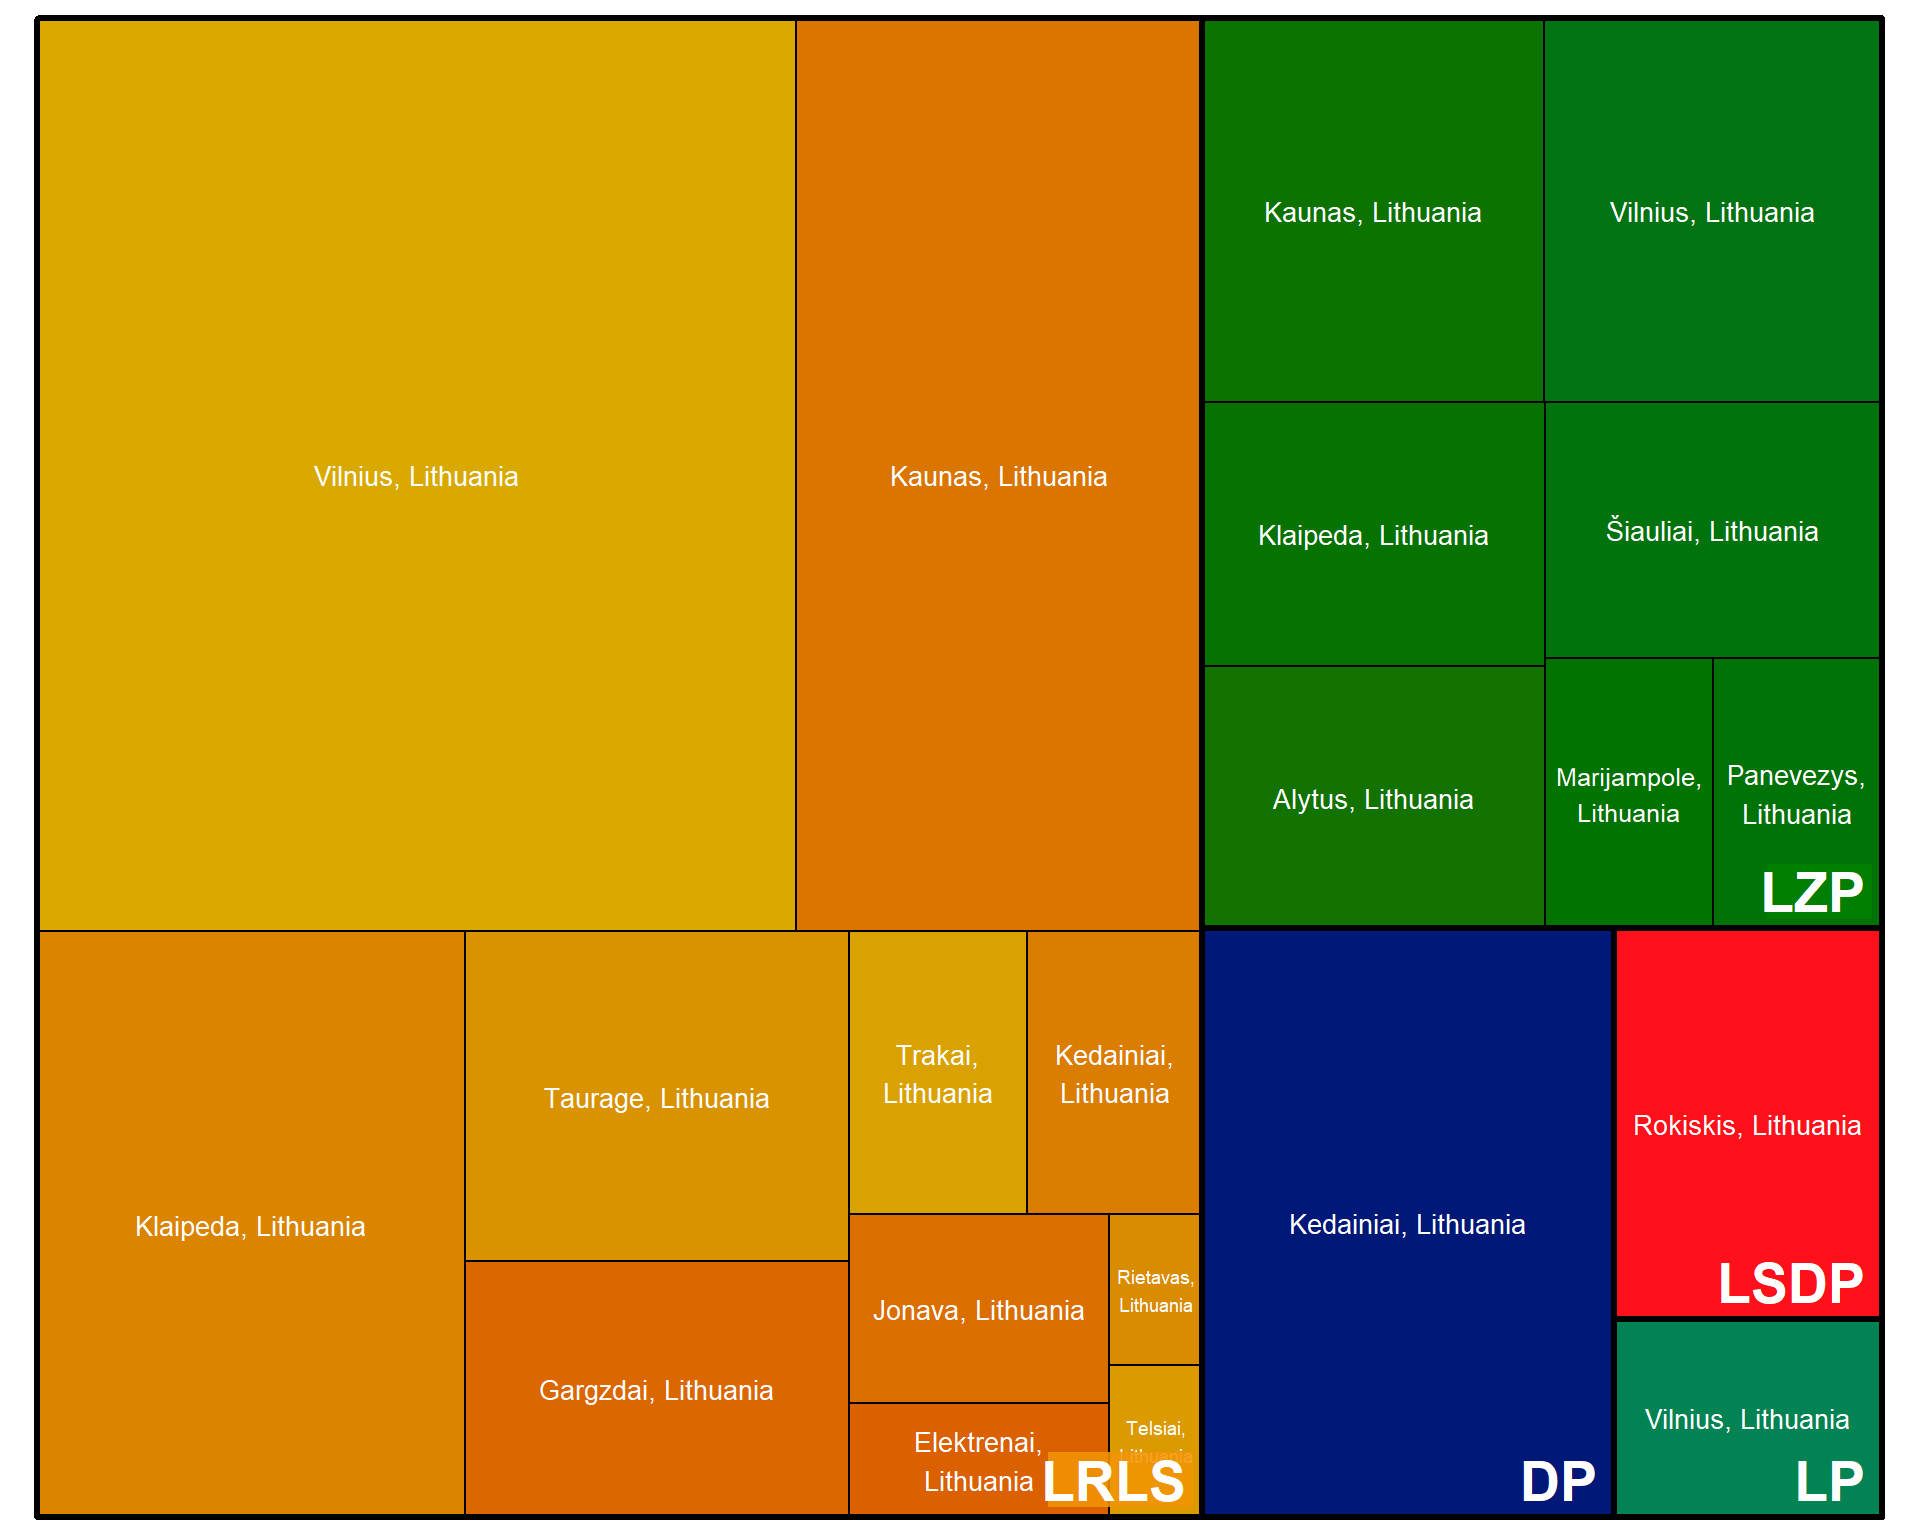 Vilnius, Lithuania
Kaunas, Lithuania
Klaipeda, Lithuania
Taurage, Lithuania
Gargzdai, Lithuania
Trakai,
Lithuania
Kedainiai,
Lithuania
Jonava, Lithuania
Rietavas,
Lithuania
Elektrenai,
Lithuania
Telsiai,
Lithuania
LRLS
Kaunas, Lithuania
Vilnius, Lithuania
Klaipeda, Lithuania
Šiauliai, Lithuania
Alytus, Lithuania
Marijampole,
Lithuania
Panevezys,
Lithuania
LZP
Kedainiai, Lithuania
DP
Rokiskis, Lithuania
LSDP
Vilnius, Lithuania
LP